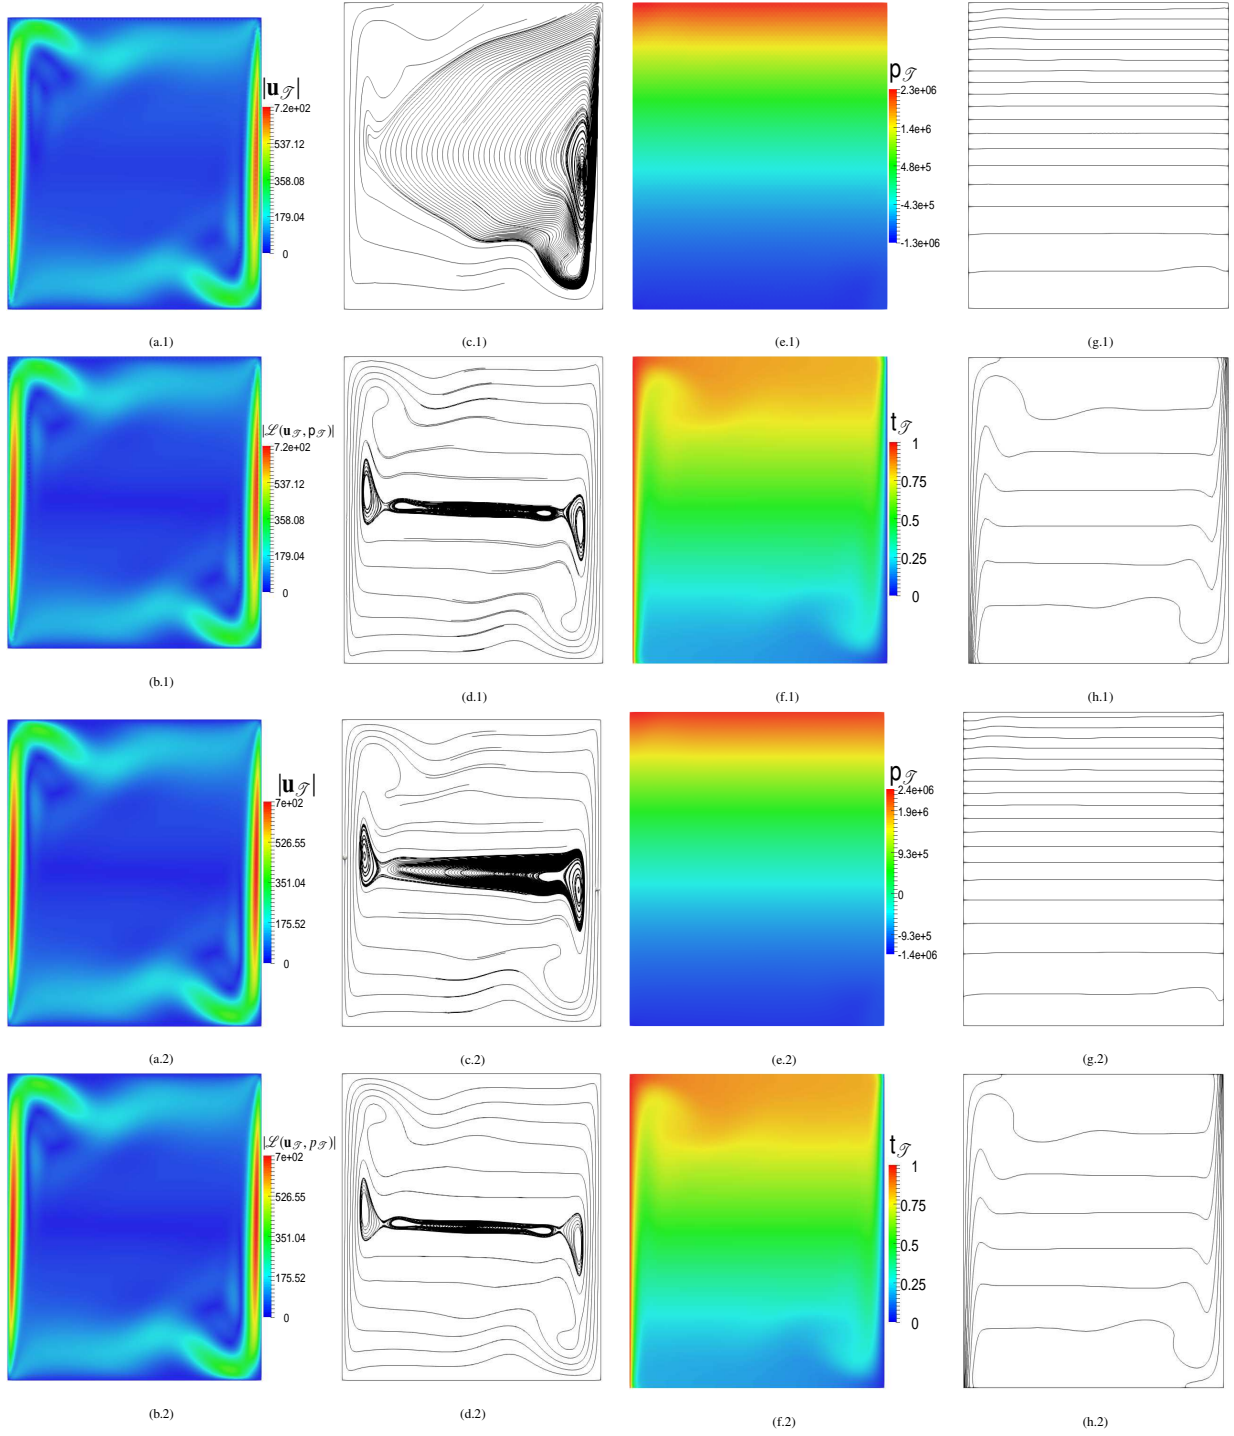 |u𝒯|
7.2e+02
537.12
358.08
179.04
0
p𝒯
2.3e+06
1.4e+6
4.8e+5
-4.3e+5
-1.3e+06
(a.1)
(c.1)
(e.1)
(g.1)
|ℒ(u𝒯, p𝒯)|
7.2e+02
537.12
358.08
179.04
0
t𝒯
1
0.75
0.5
0.25
0
(b.1)
(d.1)
(f.1)
(h.1)
|u𝒯|
7e+02
526.55
351.04
175.52
0
p𝒯
2.4e+06
1.9e+6
9.3e+5
0
-9.3e+5
-1.4e+06
(a.2)
(c.2)
(e.2)
(g.2)
|ℒ(u𝒯, p𝒯)|
7e+02
526.55
351.04
175.52
0
t𝒯
1
0.75
0.5
0.25
0
(b.2)
(d.2)
(f.2)
(h.2)